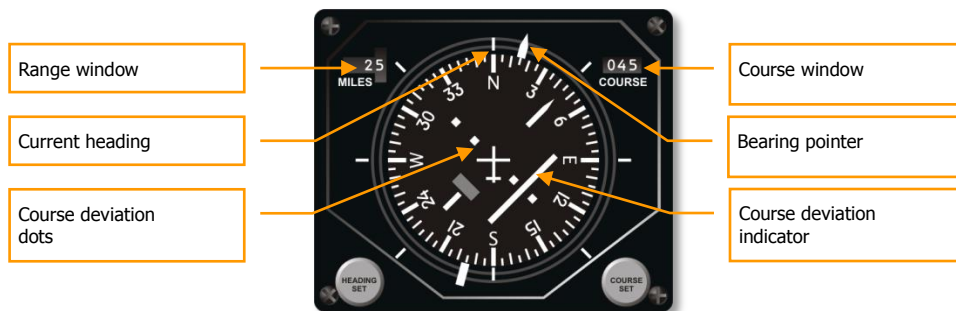 Range window
Current heading
Course deviation
dots
25
MILES
045
COURSE
N
3
6
E
12
15
S
21
24
W
30
33
HEADING
SET
COURSE
SET
Course window
Bearing pointer
Course deviation
indicator